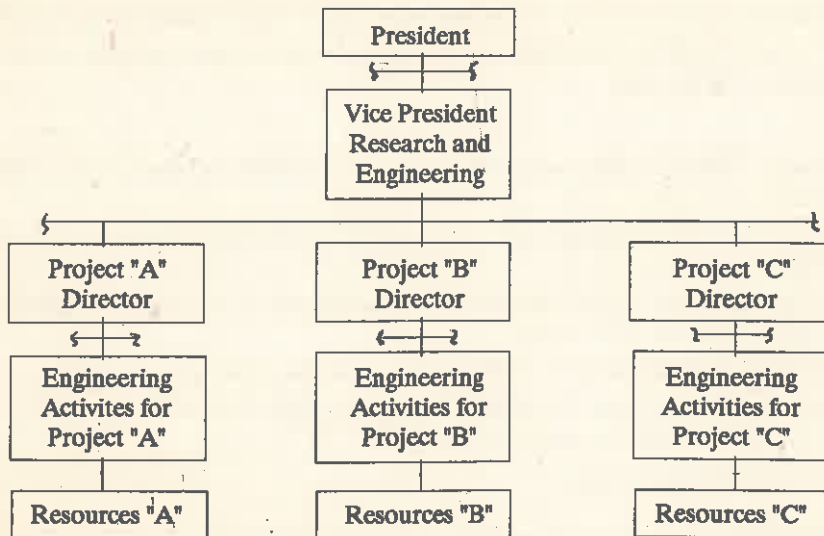 President
Vice President
Research and
Engineering
Project "A"
Director
Project "B"
Director
Project "C"
Director
Engineering
Activites for
Project "A"
Engineering
Activities for
Project "B"
Engineering
Activities for
Project "C"
Resources "A"
Resources "B"
Resources "C"